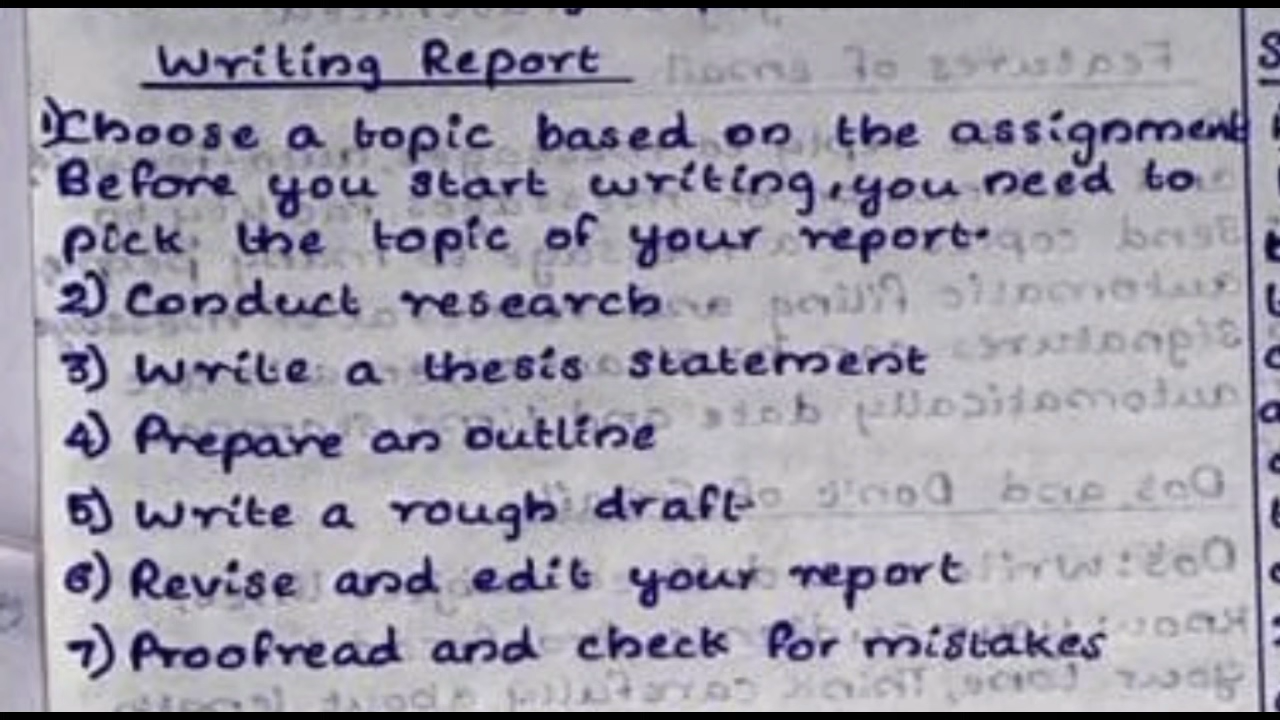 Writing Report
1) Choose a topic based on the assignment
Before you start writing, you need to
pick the topic of your report.
2) Conduct research
3) Write a thesis statement
4) Prepare an outline
5) Write a rough draft
6) Revise and edit your report
7) Proofread and check for mistakes